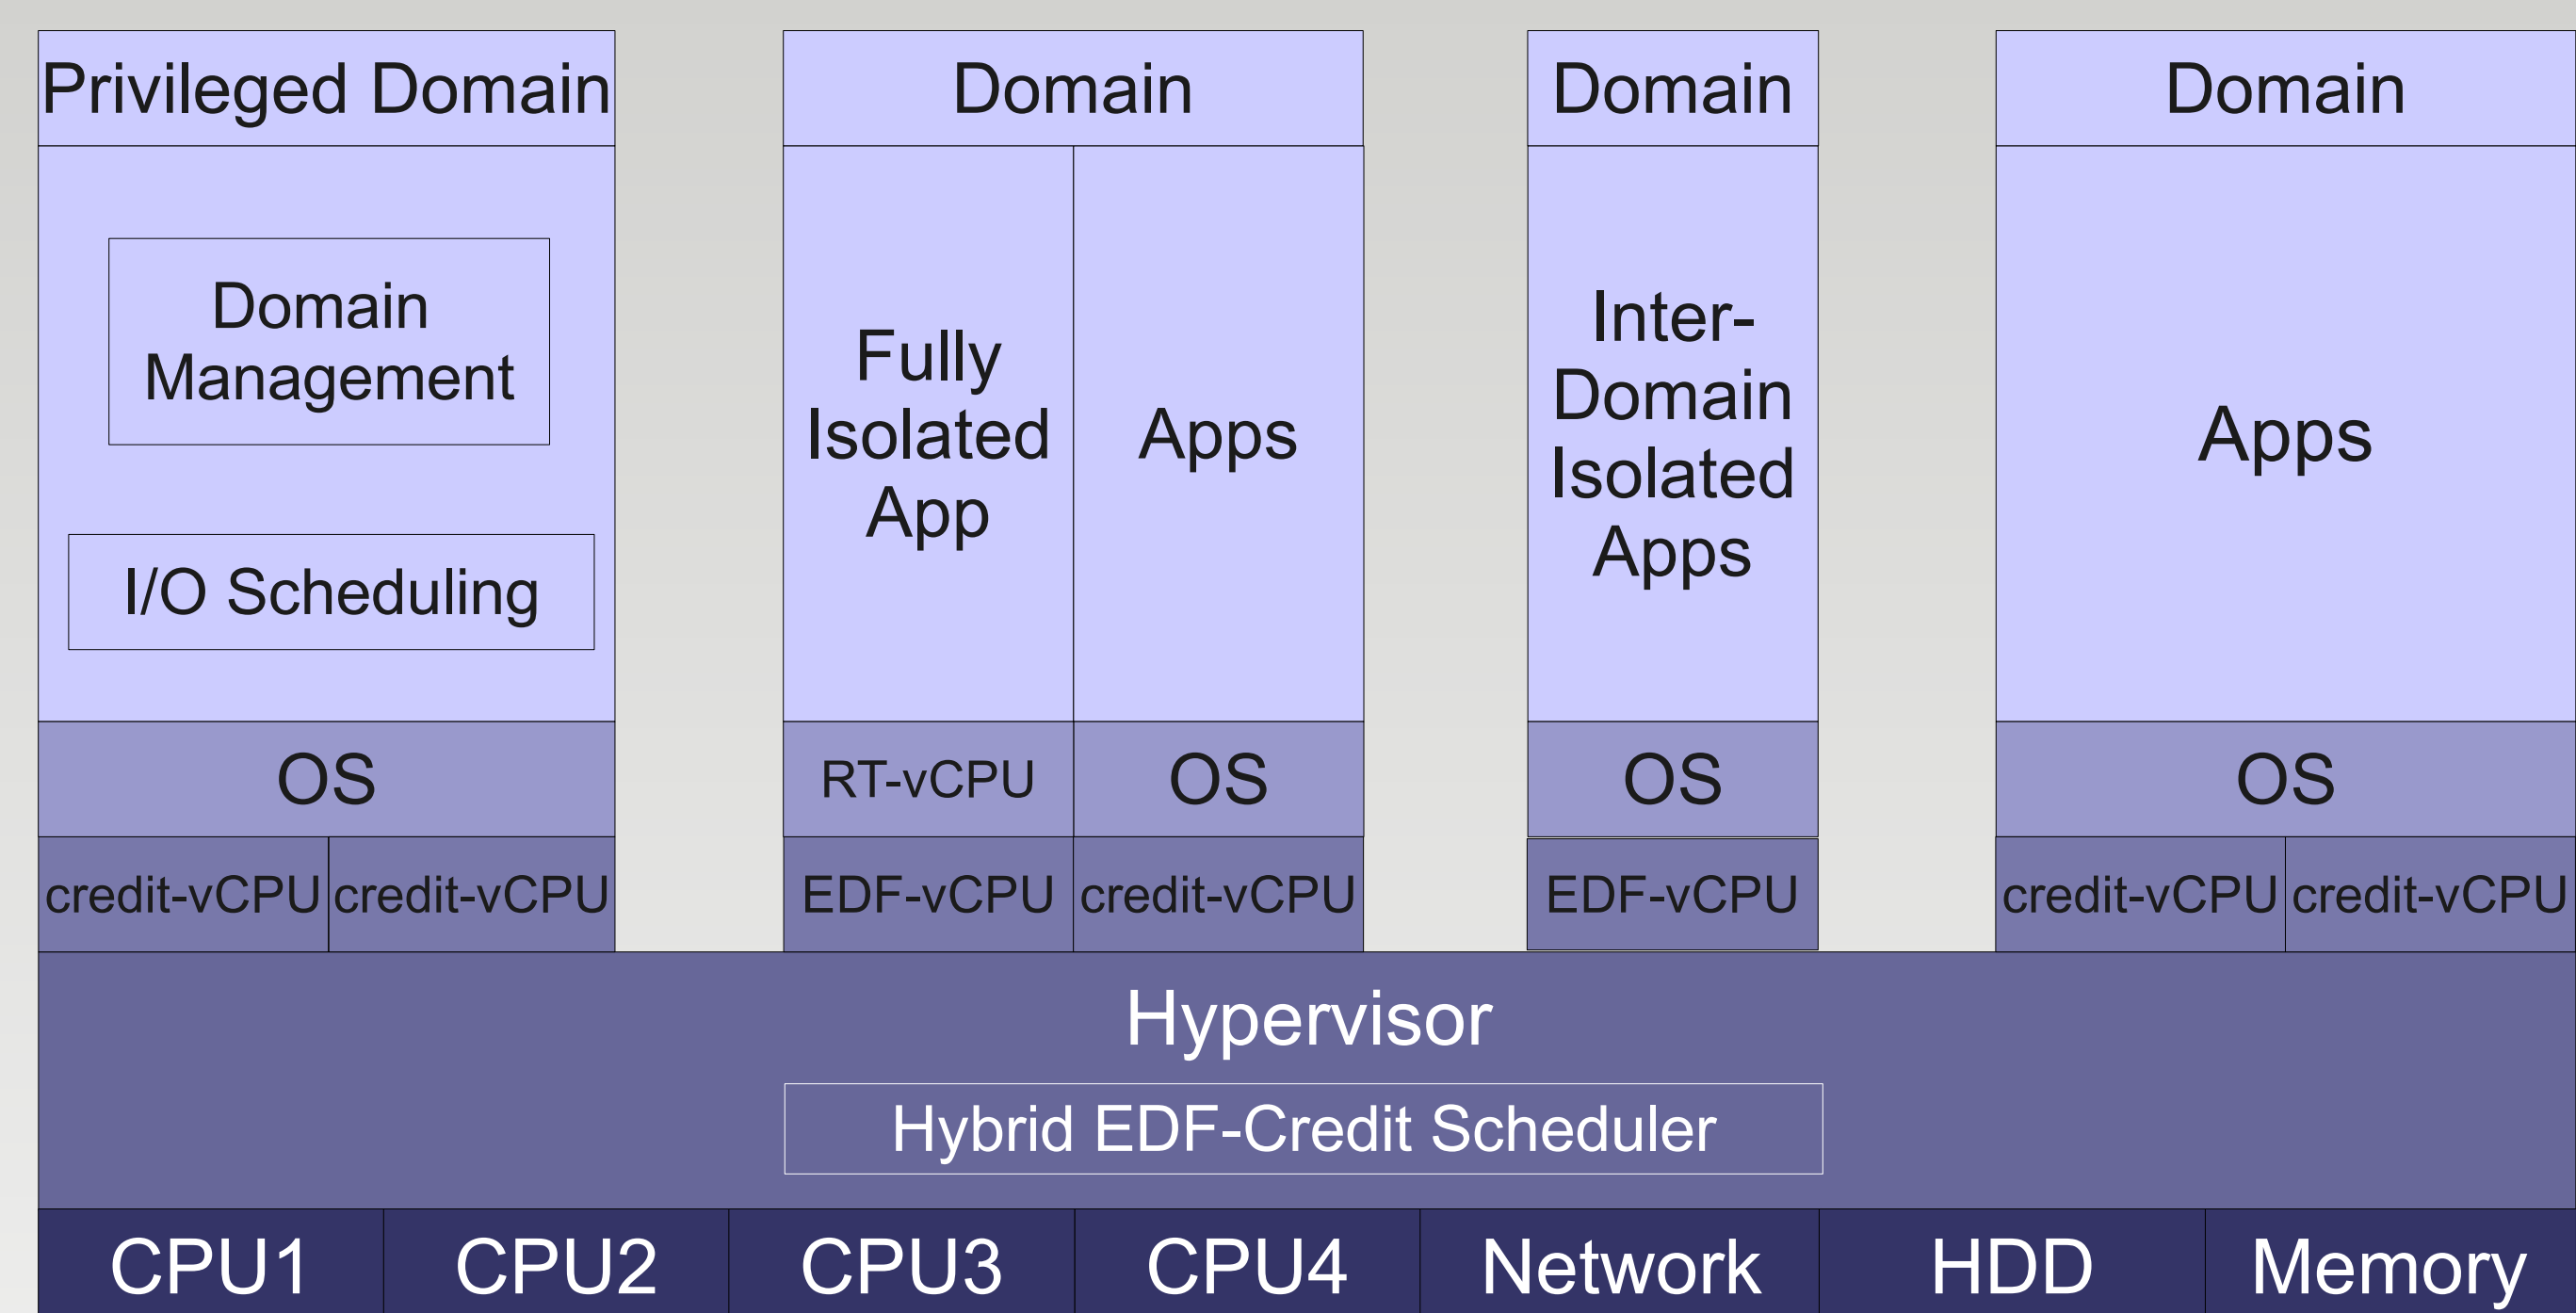 Privileged Domain
Domain
Management
I/O Scheduling
OS
credit-vCPU
credit-vCPU
Domain
Fully
Isolated
App
Apps
RT-vCPU
OS
EDF-vCPU
credit-vCPU
Domain
Inter-
Domain
Isolated
Apps
OS
EDF-vCPU
Domain
Apps
OS
credit-vCPU
credit-vCPU
Hypervisor
Hybrid EDF-Credit Scheduler
CPU1
CPU2
CPU3
CPU4
Network
HDD
Memory